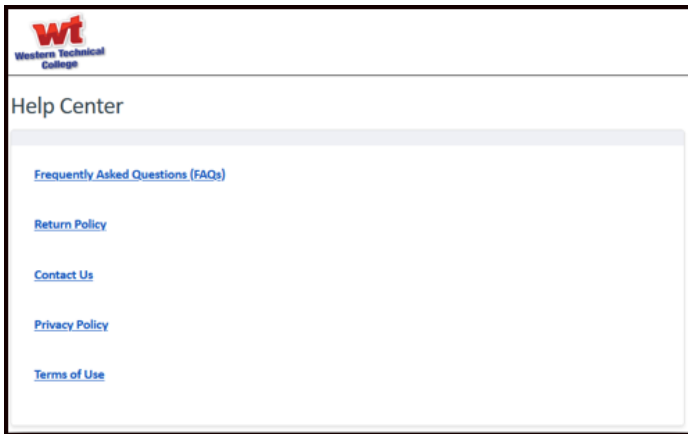 wt
Western Technical
College
Help Center
Frequently Asked Questions (FAQs)
Return Policy
Contact Us
Privacy Policy
Terms of Use